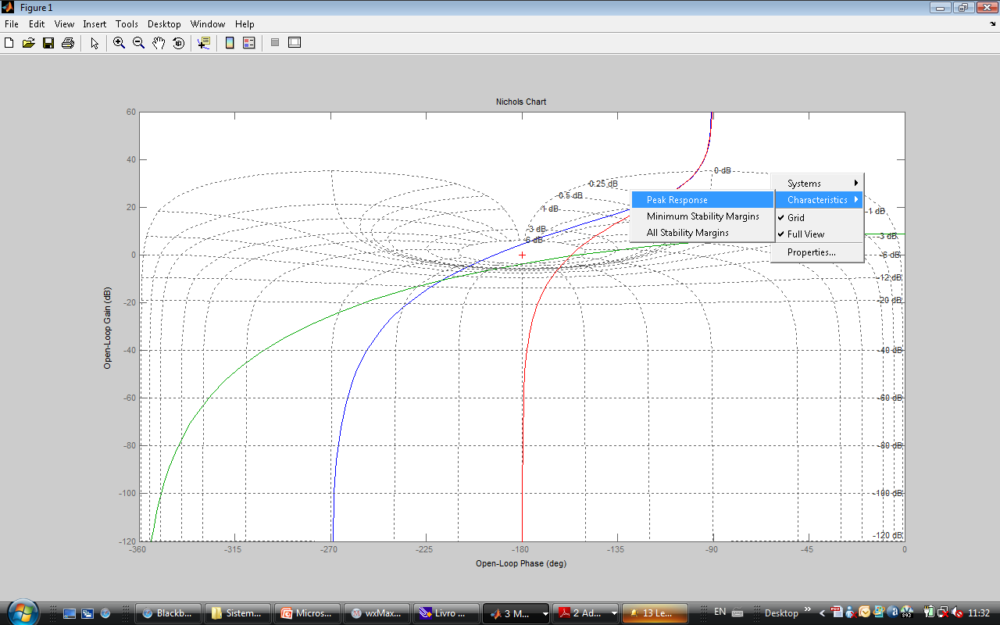 Figure 1
File Edit View Insert Tools Desktop Window Help
Nichols Chart
60
40
20
0
-20
-40
-60
-80
-100
-120
Open-Loop Gain (dB)
-360 -315 -270 -225 -180 -135 -90 -45 0
Open-Loop Phase (deg)
0 dB
0.25 dB
0.5 dB
1 dB
3 dB
6 dB
-1 dB
-3 dB
-6 dB
-12 dB
-20 dB
-40 dB
-60 dB
-80 dB
-100 dB
-120 dB
Systems
Characteristics
Grid
Full View
Properties...
Peak Response
Minimum Stability Margins
All Stability Margins
Blackb... Sistem... Micros... wxMax... Livro ... 3 M... 2 Ad... 13 Le... EN Desktop 11:32